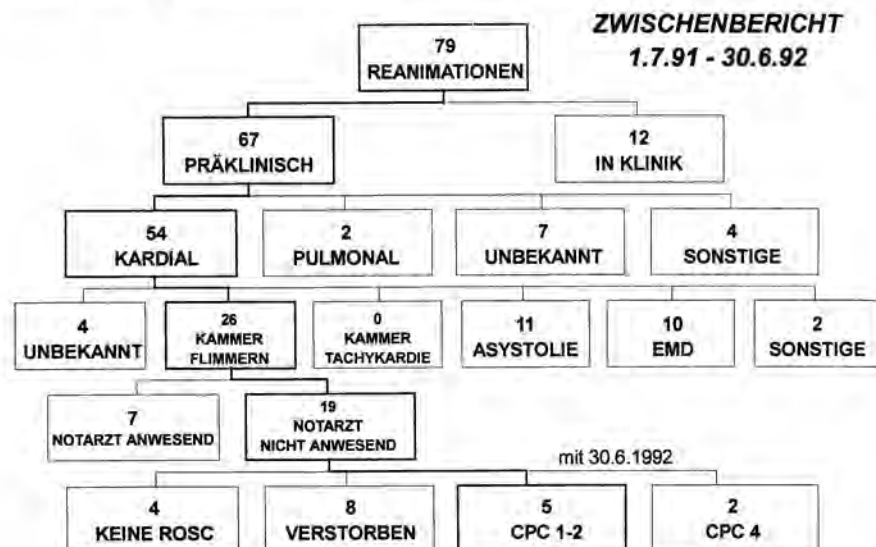 ZWISCHENBERICHT
1.7.91 - 30.6.92
79
REANIMATIONEN
67
PRÄKLINISCH
12
IN KLINIK
54
KARDIAL
2
PULMONAL
7
UNBEKANNT
4
SONSTIGE
4
UNBEKANNT
26
KAMMER
FLIMMERN
0
KAMMER
TACHYKARDIE
11
ASYSTOLIE
10
EMD
2
SONSTIGE
7
NOTARZT ANWESEND
19
NOTARZT
NICHT ANWESEND
mit 30.6.1992
4
KEINE ROSC
8
VERSTORBEN
5
CPC 1-2
2
CPC 4